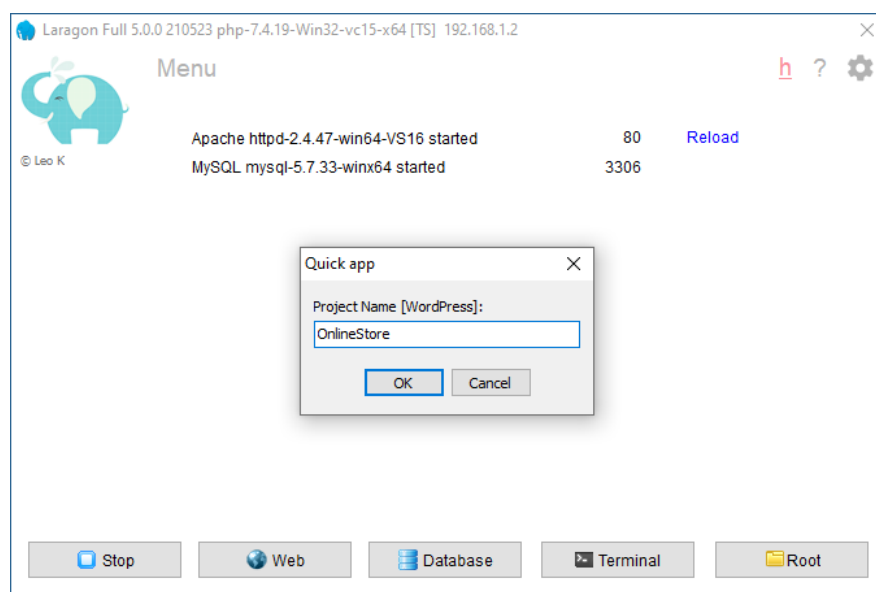 Laragon Full 5.0.0 210523 php-7.4.19-Win32-vc15-x64 [TS] 192.168.1.2
Menu h ?
© Leo K
Apache httpd-2.4.47-win64-VS16 started 80 Reload
MySQL mysql-5.7.33-winx64 started 3306
Quick app
Project Name [WordPress]:
OnlineStore
OK Cancel
Stop Web Database Terminal Root